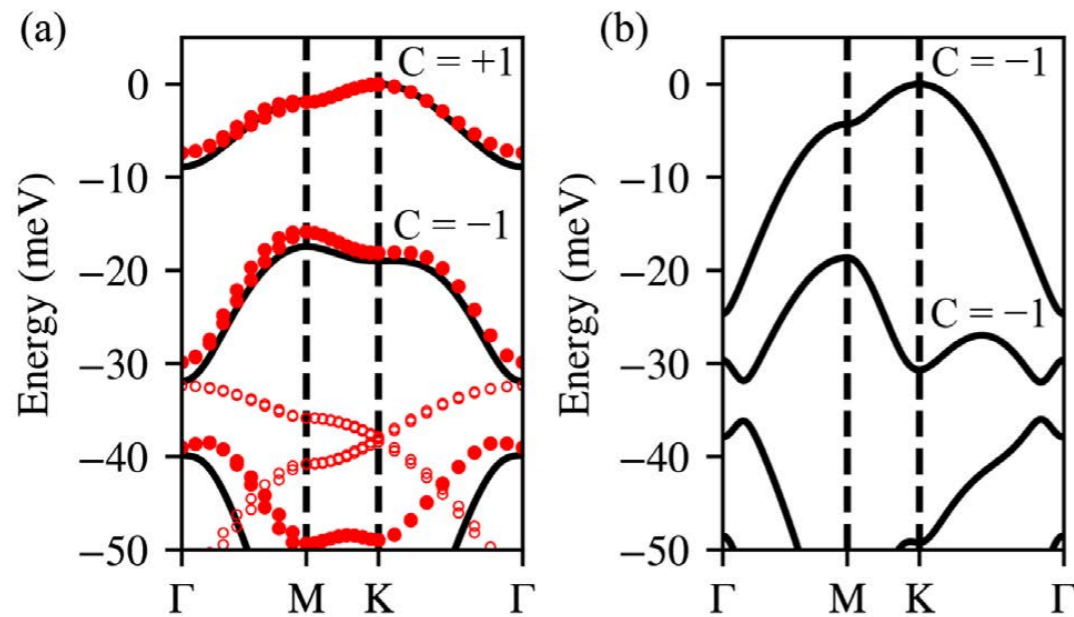 (a)
C = +1
C = −1
0
−10
−20
−30
−40
−50
Energy (meV)
Γ M K Γ
(b)
C = −1
C = −1
0
−10
−20
−30
−40
−50
Energy (meV)
Γ M K Γ